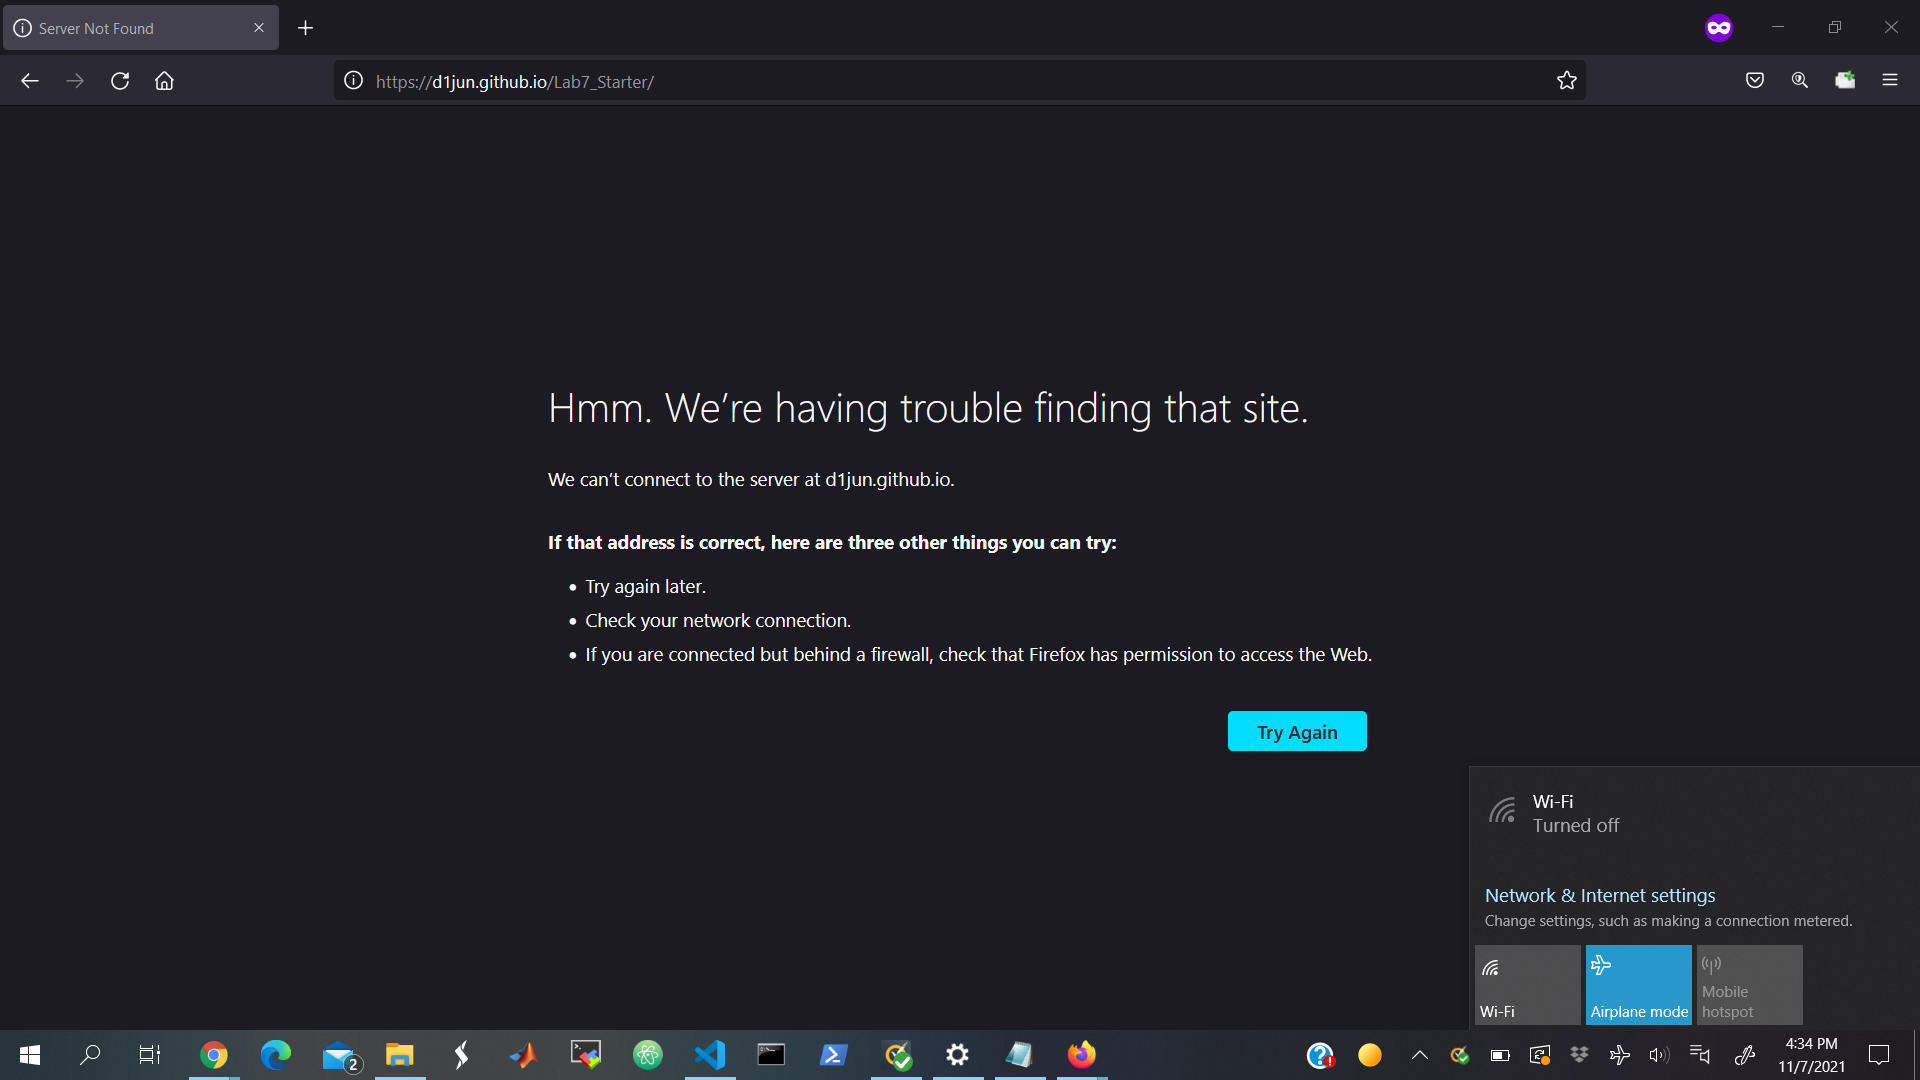 Server Not Found
https://d1jun.github.io/Lab7_Starter/
Hmm. We’re having trouble finding that site.
We can’t connect to the server at d1jun.github.io.
If that address is correct, here are three other things you can try:
• Try again later.
• Check your network connection.
• If you are connected but behind a firewall, check that Firefox has permission to access the Web.
Try Again
Wi-Fi
Turned off
Network & Internet settings
Change settings, such as making a connection metered.
Wi-Fi
Airplane mode
Mobile
hotspot
2
4:34 PM
11/7/2021